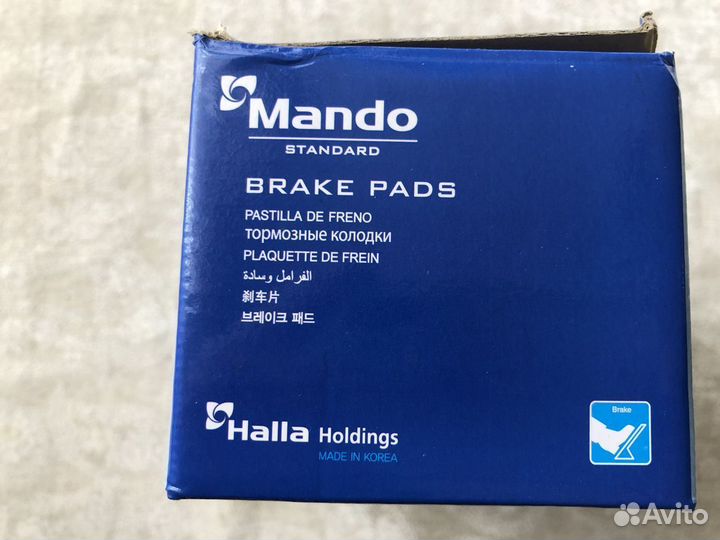 Mando
STANDARD
BRAKE PADS
PASTILLA DE FRENO
тормозные колодки
PLAQUETTE DE FREIN
الفرامل وسادة
刹车片
브레이크 패드
Halla Holdings
MADE IN KOREA
Brake
Avito